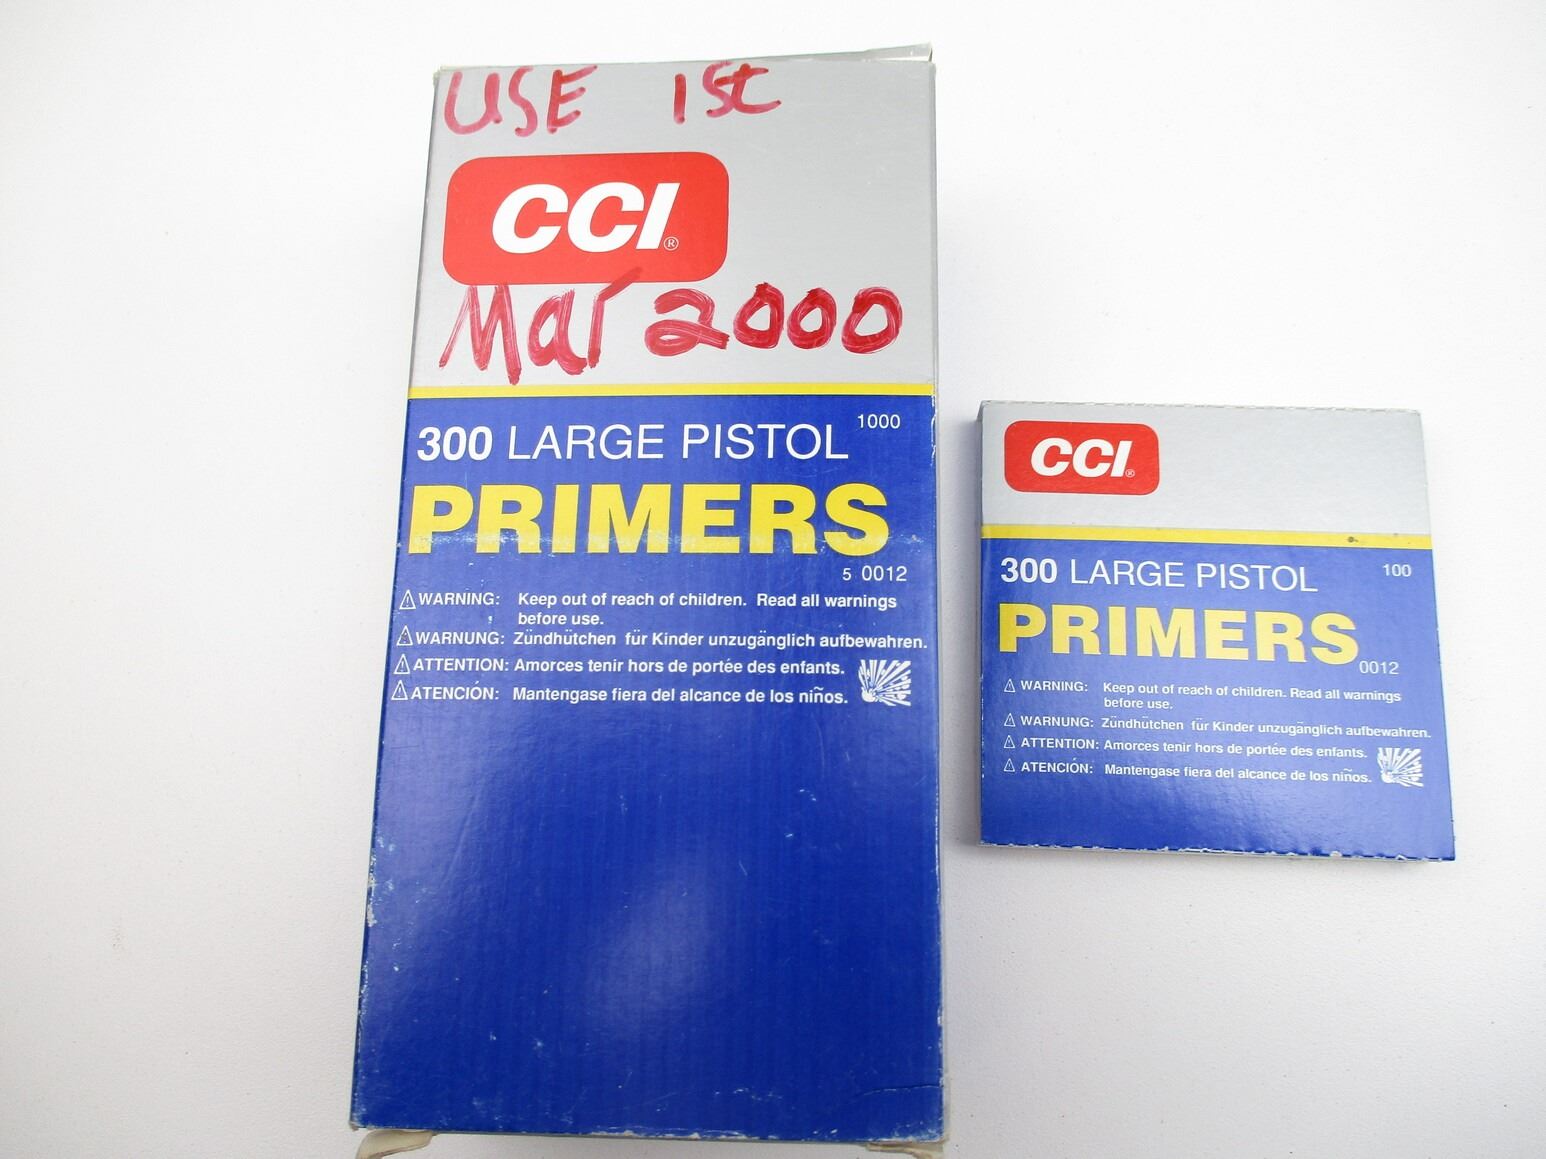 USE 1st
CCI®
Mar 2000
300 LARGE PISTOL 1000
PRIMERS
5 0012
⚠ WARNING: Keep out of reach of children. Read all warnings
before use.
⚠ WARNUNG: Zündhütchen für Kinder unzugänglich aufbewahren.
⚠ ATTENTION: Amorces tenir hors de portée des enfants.
⚠ ATENCIÓN: Mantengase fiera del alcance de los niños.
CCI®
300 LARGE PISTOL 100
PRIMERS
0012
⚠ WARNING: Keep out of reach of children. Read all warnings
before use.
⚠ WARNUNG: Zündhütchen für Kinder unzugänglich aufbewahren.
⚠ ATTENTION: Amorces tenir hors de portée des enfants.
⚠ ATENCIÓN: Mantengase fiera del alcance de los niños.